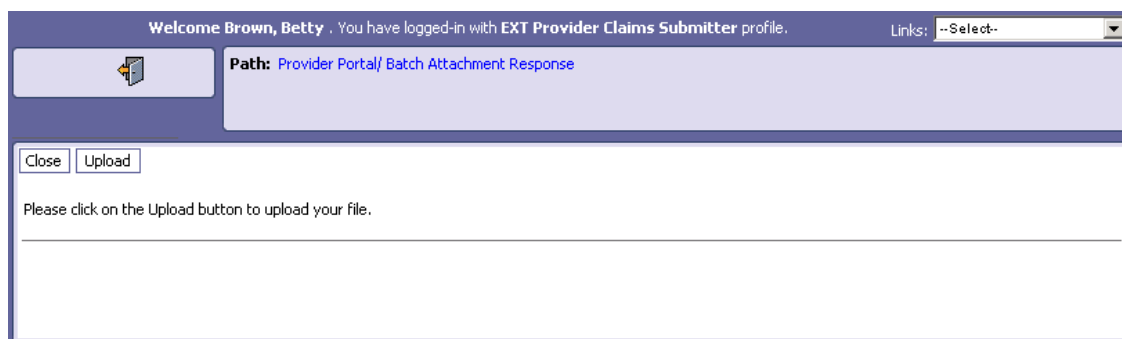 Welcome Brown, Betty . You have logged-in with EXT Provider Claims Submitter profile.
Links: --Select--
Path: Provider Portal/ Batch Attachment Response
Close Upload
Please click on the Upload button to upload your file.